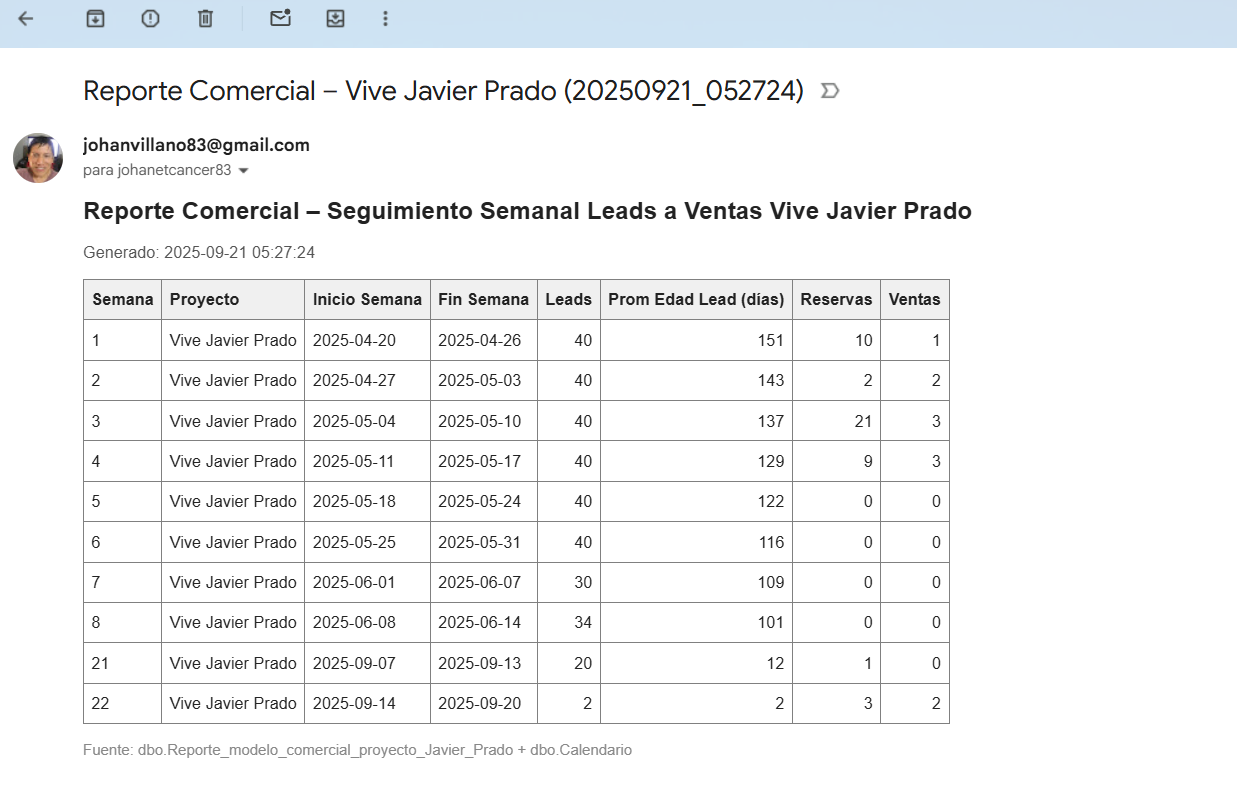 Reporte Comercial – Vive Javier Prado (20250921_052724)
johanvillano83@gmail.com
para johanetcancer83
Reporte Comercial – Seguimiento Semanal Leads a Ventas Vive Javier Prado
Generado: 2025-09-21 05:27:24
Semana Proyecto Inicio Semana Fin Semana Leads Prom Edad Lead (días) Reservas Ventas
1 Vive Javier Prado 2025-04-20 2025-04-26 40 151 10 1
2 Vive Javier Prado 2025-04-27 2025-05-03 40 143 2 2
3 Vive Javier Prado 2025-05-04 2025-05-10 40 137 21 3
4 Vive Javier Prado 2025-05-11 2025-05-17 40 129 9 3
5 Vive Javier Prado 2025-05-18 2025-05-24 40 122 0 0
6 Vive Javier Prado 2025-05-25 2025-05-31 40 116 0 0
7 Vive Javier Prado 2025-06-01 2025-06-07 30 109 0 0
8 Vive Javier Prado 2025-06-08 2025-06-14 34 101 0 0
21 Vive Javier Prado 2025-09-07 2025-09-13 20 12 1 0
22 Vive Javier Prado 2025-09-14 2025-09-20 2 2 3 2
Fuente: dbo.Reporte_modelo_comercial_proyecto_Javier_Prado + dbo.Calendario